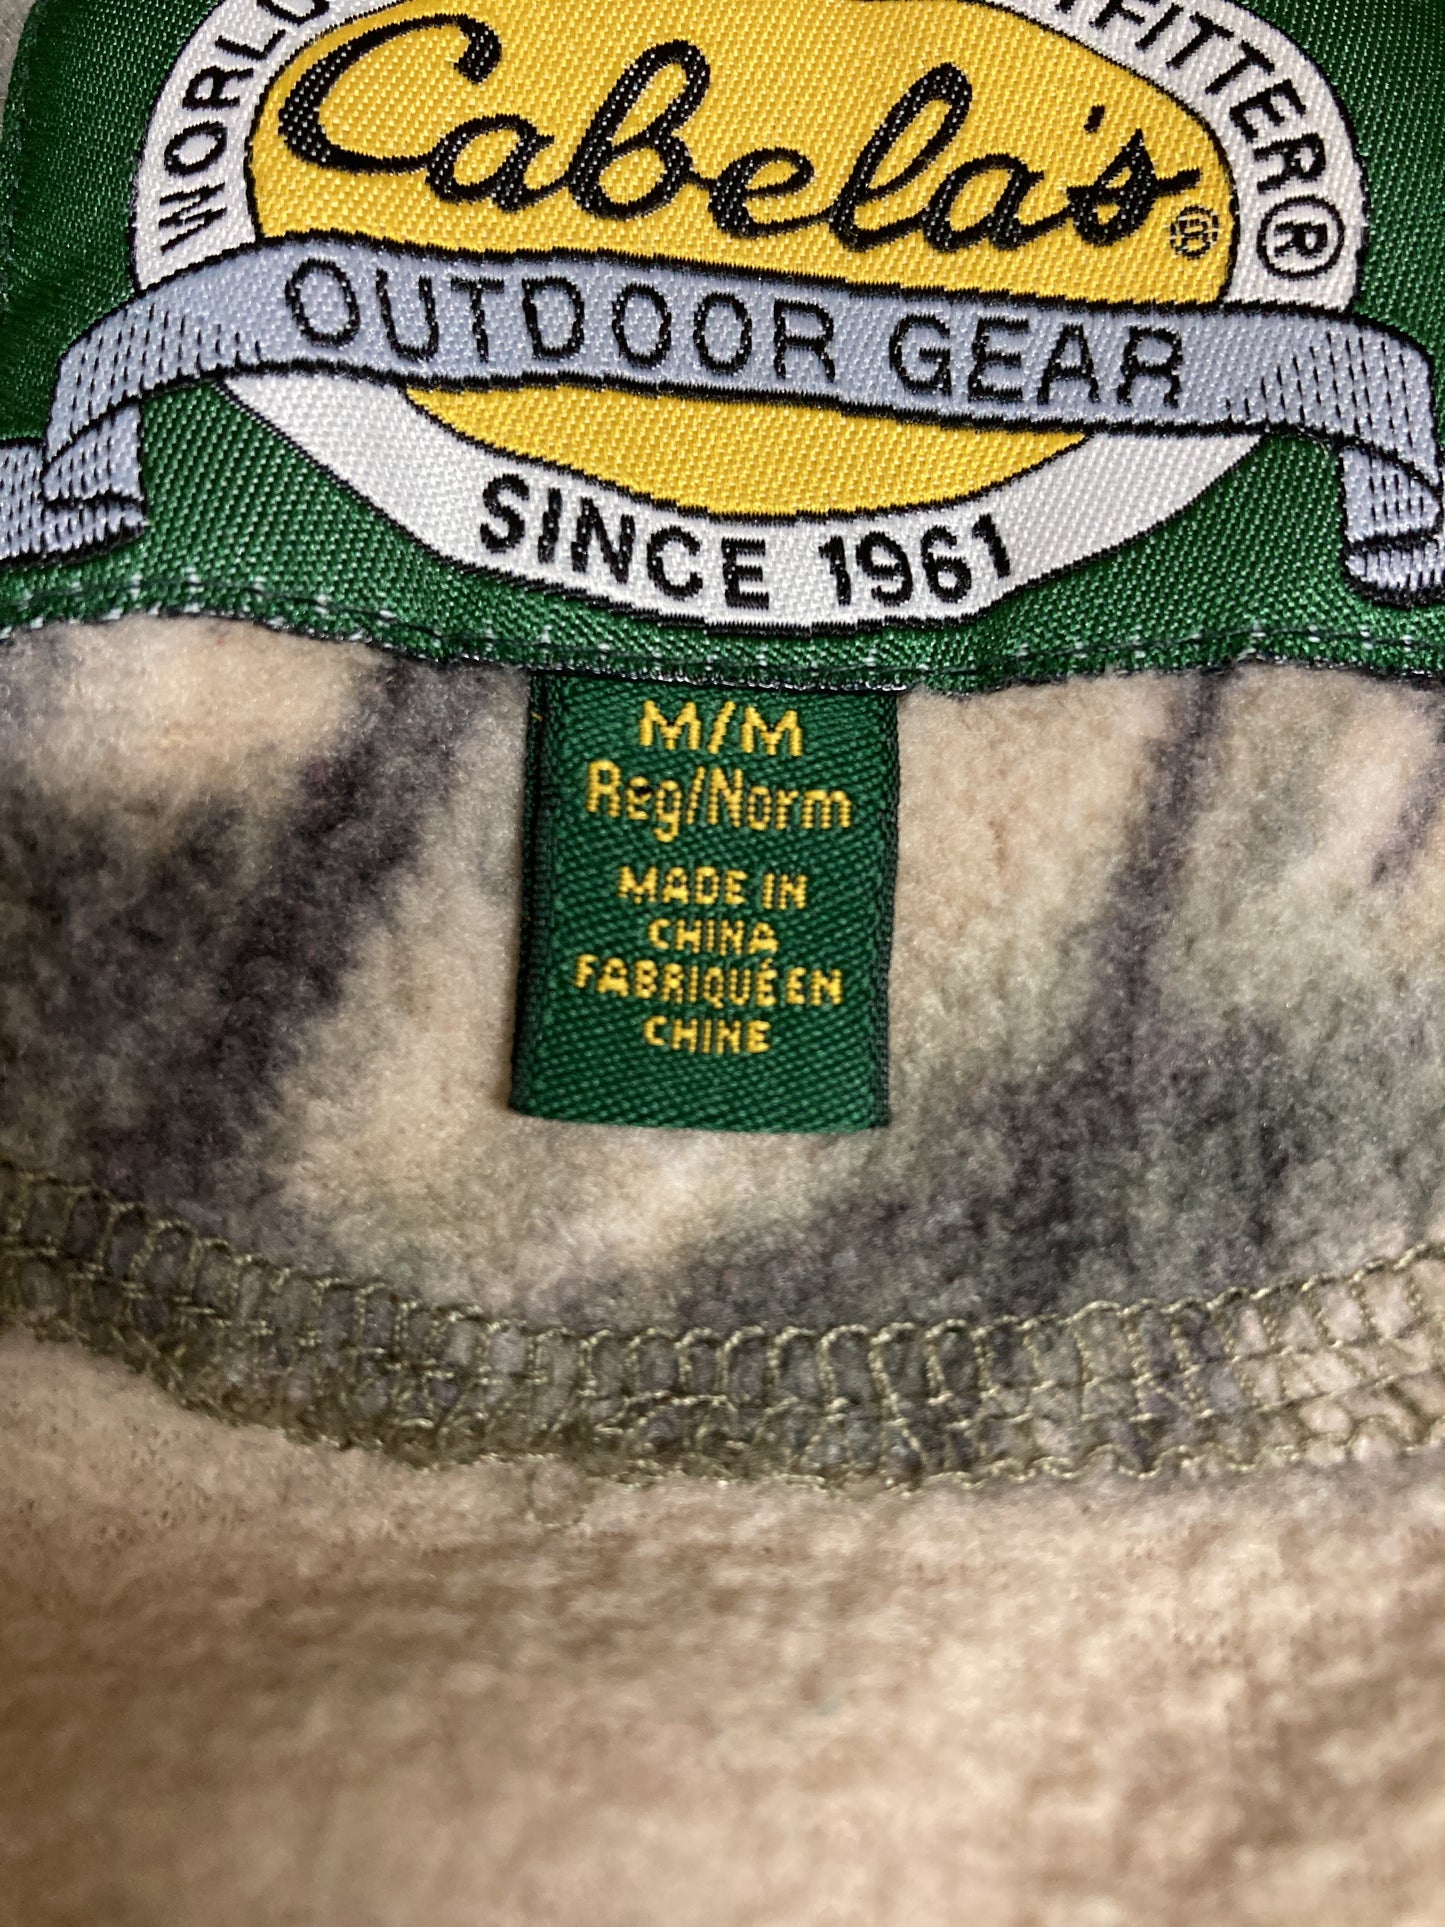 Cabela's®
OUTDOOR GEAR
SINCE 1961
M/M
Reg/Norm
MADE IN
CHINA
FABRIQUÉ EN
CHINE